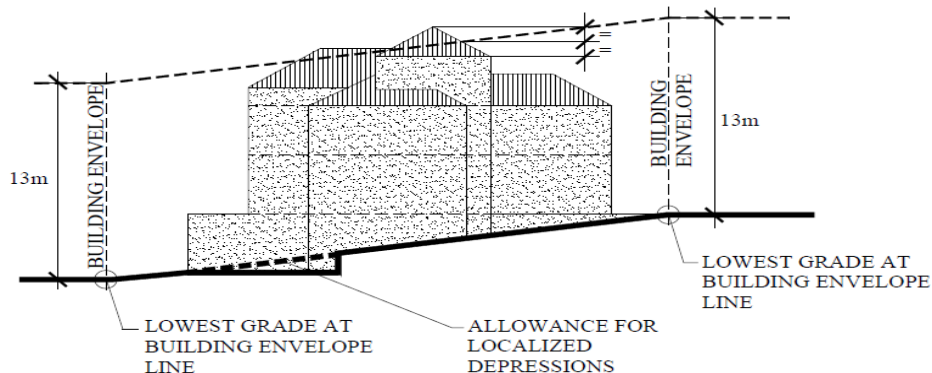 =
=
BUILDING ENVELOPE
BUILDING
ENVELOPE
13m
13m
LOWEST GRADE AT
BUILDING ENVELOPE
LINE
LOWEST GRADE AT
BUILDING ENVELOPE
LINE
ALLOWANCE FOR
LOCALIZED
DEPRESSIONS